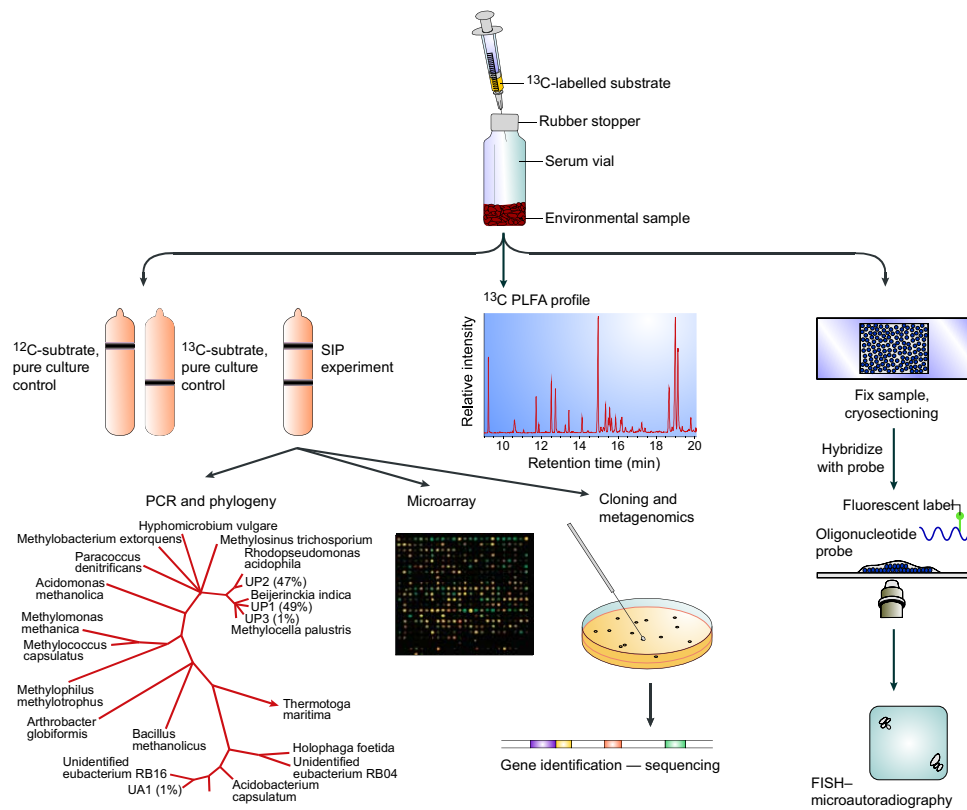 ¹³C-labelled substrate
Rubber stopper
Serum vial
Environmental sample
¹²C-subtrate,
pure culture
control
¹³C-subtrate,
pure culture
control
SIP
experiment
¹³C PLFA profile
Relative intensity
10
12
14
16
18
20
Retention time (min)
Fix sample,
cryosectioning
Hybridize
with probe
Fluorescent label
Oligonucleotide
probe
FISH–
microautoradiography
PCR and phylogeny
Microarray
Cloning and
metagenomics
Hyphomicrobium vulgare
Methylobacterium extorquens
Methylosinus trichosporium
Rhodopseudomonas
acidophila
Paracoccus
denitrificans
UP2 (47%)
Beijerinckia indica
UP1 (49%)
UP3 (1%)
Methylocella palustris
Acidomonas
methanolica
Methylomonas
methanica
Methylococcus
capsulatus
Methylophilus
methylotrophus
Arthrobacter
globiformis
Bacillus
methanolicus
Thermotoga
maritima
Holophaga foetida
Unidentified
eubacterium RB04
Unidentified
eubacterium RB16
UA1 (1%)
Acidobacterium
capsulatum
Gene identification — sequencing